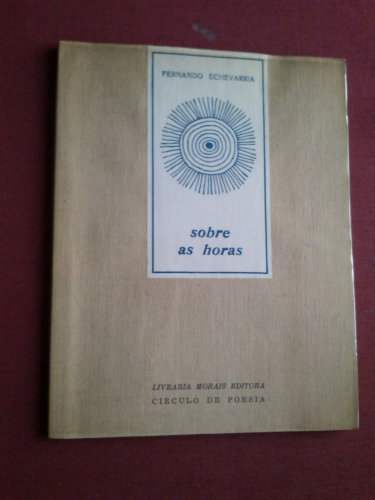 FERNANDO ECHEVARRIA
sobre
as horas
LIVRARIA MORAIS EDITORA
CIRCULO DE POESIA